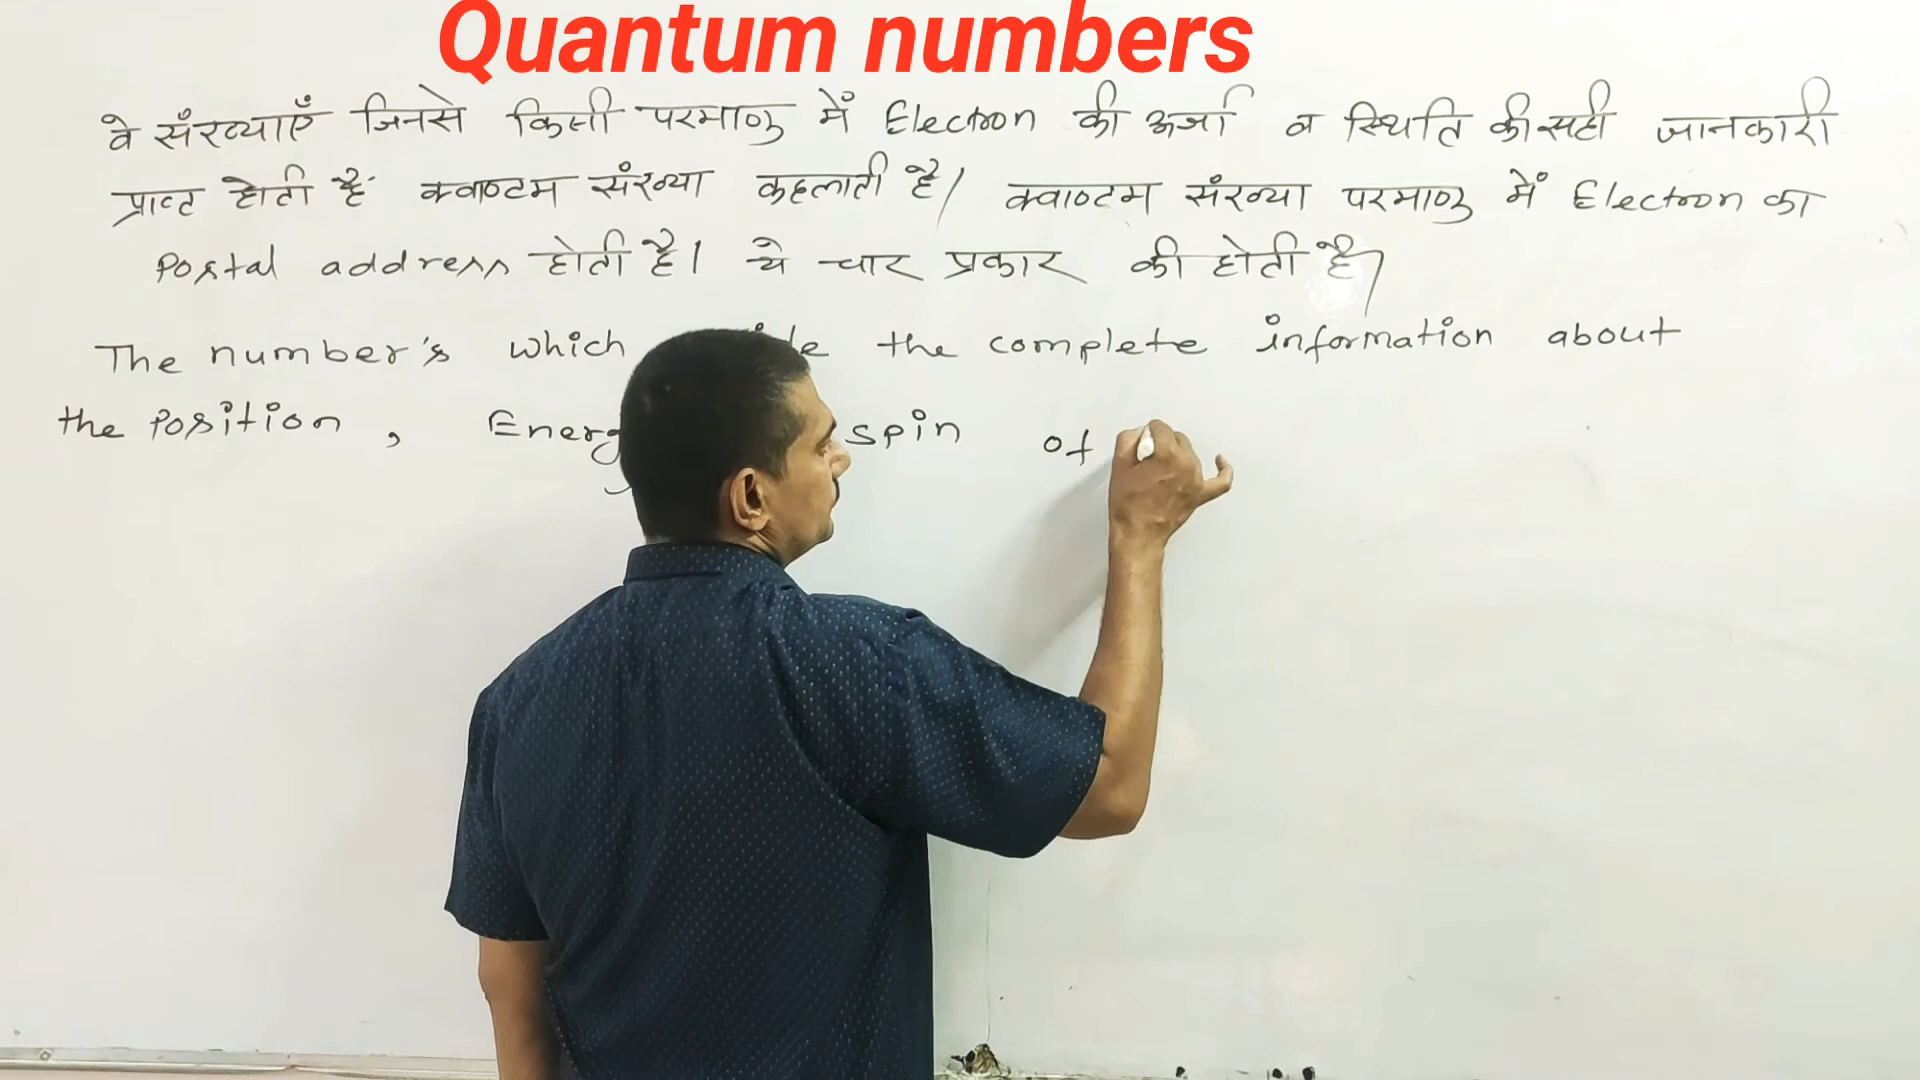 Quantum numbers
वे संख्याएँ जिनसे किसी परमाणु में Electron की ऊर्जा व स्थिति की सही जानकारी
प्राप्त होती है क्वाण्टम संख्या कहलाती है। क्वाण्टम संख्या परमाणु में Electron का
Postal address होती है। ये चार प्रकार की होती है।
The number's which the complete information about
the Position , spin of